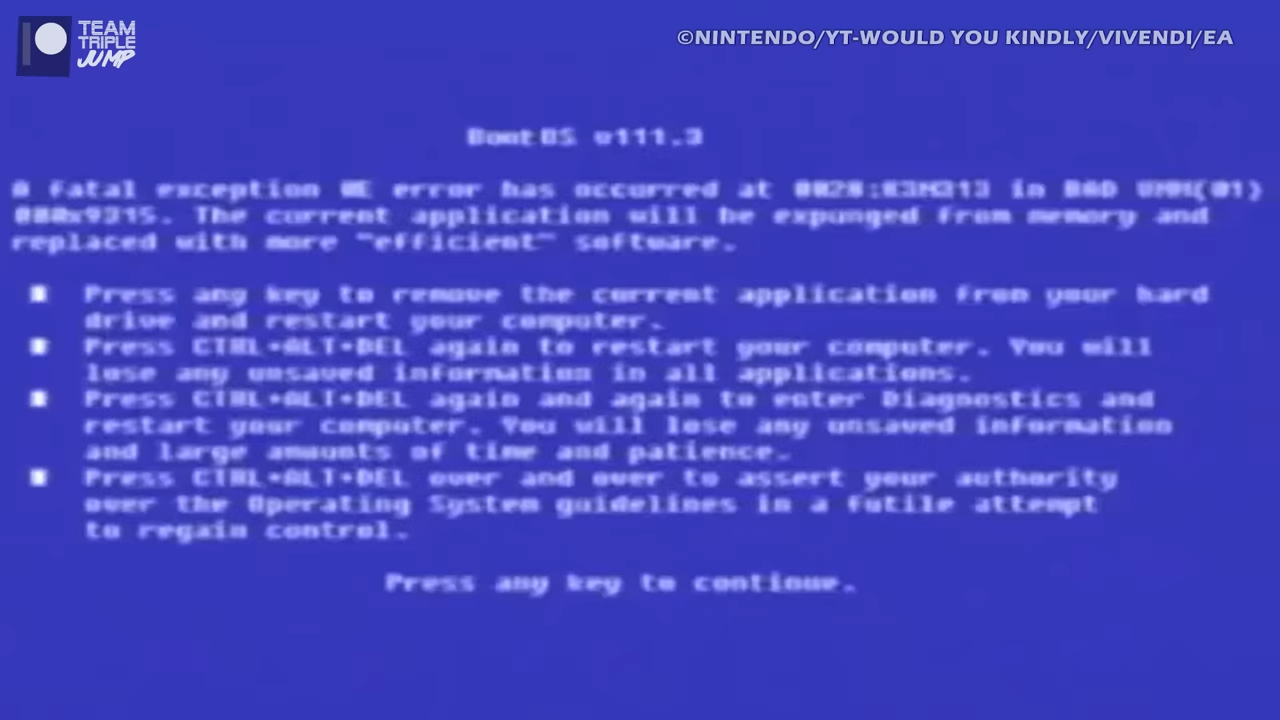 TEAM
TRIPLE
JUMP
©NINTENDO/YT-WOULD YOU KINDLY/VIVENDI/EA
BootOS v111.3
A fatal exception 0E error has occurred at in BAD
The current application will be expunged from memory and
replaced with more "efficient" software.
Press any key to remove the current application from your hard
drive and restart your computer.
Press CTRL+ALT+DEL again to restart your computer. You will
lose any unsaved information in all applications.
Press CTRL+ALT+DEL again and again to enter Diagnostics and
restart your computer. You will lose any unsaved information
and large amounts of time and patience.
Press CTRL+ALT+DEL over and over to assert your authority
over the Operating System guidelines in a futile attempt
to regain control.
Press any key to continue.